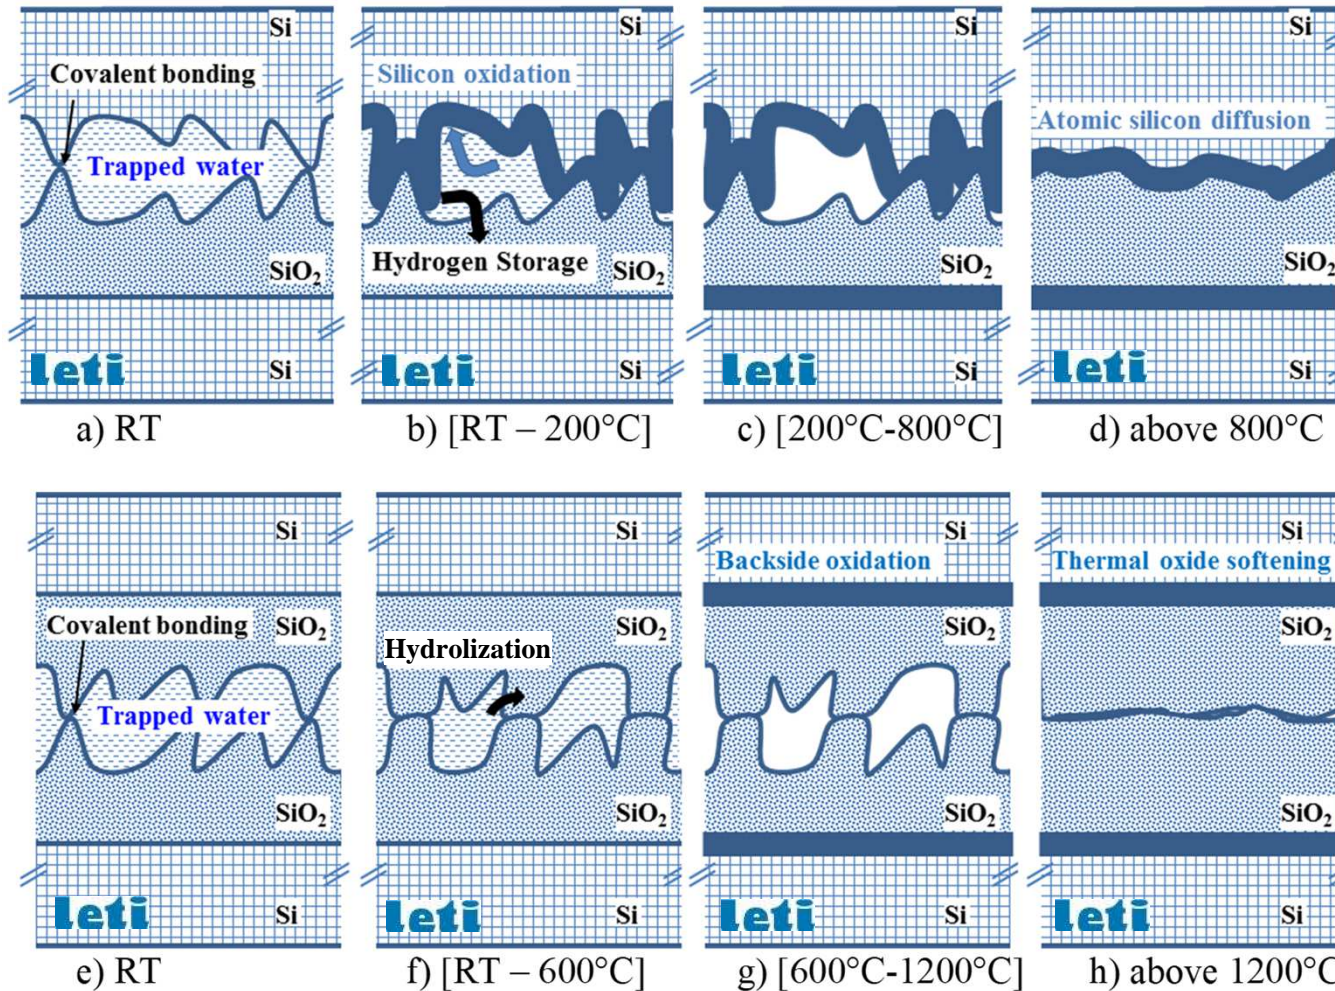 Si
Covalent bonding
Trapped water
SiO₂
leti
Si
a) RT
Si
Silicon oxidation
Hydrogen Storage
SiO₂
leti
Si
b) [RT – 200°C]
Si
SiO₂
leti
Si
c) [200°C-800°C]
Si
Atomic silicon diffusion
SiO₂
leti
Si
d) above 800°C
Si
Covalent bonding
SiO₂
Trapped water
SiO₂
leti
Si
e) RT
Si
SiO₂
Hydrolization
SiO₂
leti
Si
f) [RT – 600°C]
Si
Backside oxidation
SiO₂
SiO₂
leti
Si
g) [600°C-1200°C]
Si
Thermal oxide softening
SiO₂
SiO₂
leti
Si
h) above 1200°C